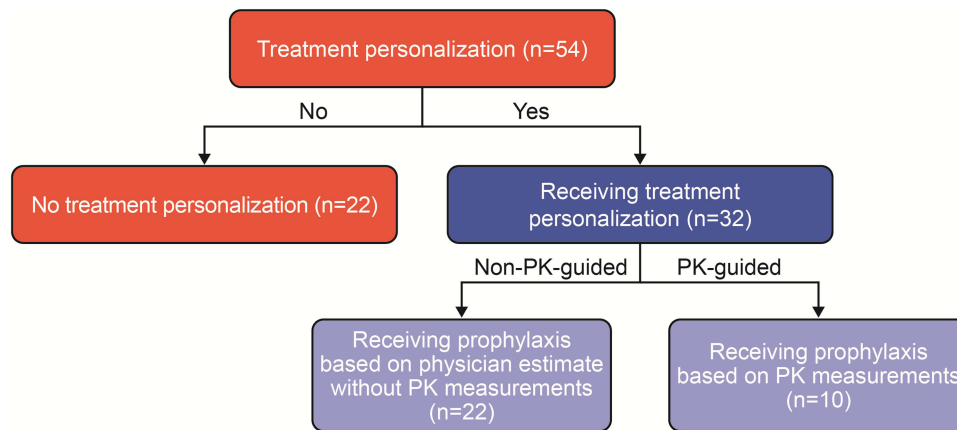 Treatment personalization (n=54)
No
Yes
No treatment personalization (n=22)
Receiving treatment
personalization (n=32)
Non-PK-guided
PK-guided
Receiving prophylaxis
based on physician estimate
without PK measurements
(n=22)
Receiving prophylaxis
based on PK measurements
(n=10)